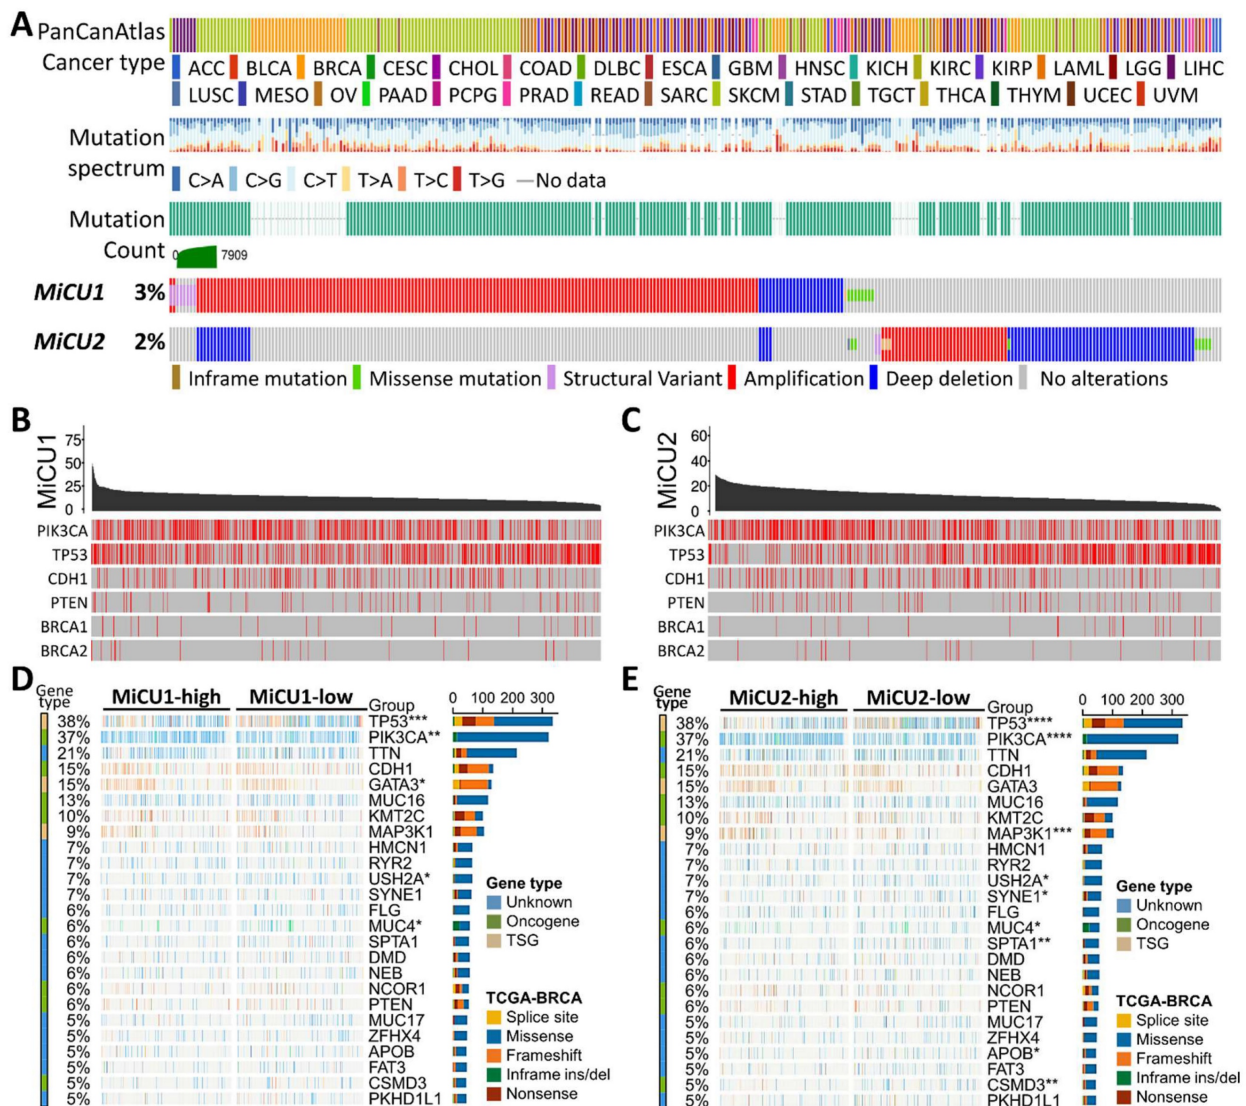 A
PanCanAtlas
Cancer type
ACC BLCA BRCA CESC CHOL COAD DLBC ESCA GBM HNSC KICH KIRC KIRP LAML LGG LIHC
LUSC MESO OV PAAD PCPG PRAD READ SARC SKCM STAD TGCT THCA THYM UCEC UVM
Mutation
spectrum
C>A C>G C>T T>A T>C T>G No data
Mutation
Count
0 7909
MiCU1 3%
MiCU2 2%
Inframe mutation Missense mutation Structural Variant Amplification Deep deletion No alterations
B
MiCU1
75
50
25
0
PIK3CA
TP53
CDH1
PTEN
BRCA1
BRCA2
C
MiCU2
60
40
20
0
PIK3CA
TP53
CDH1
PTEN
BRCA1
BRCA2
D
Gene
type
MiCU1-high MiCU1-low Group
0 100 200 300
38% TP53***
37% PIK3CA**
21% TTN
15% CDH1
15% GATA3*
13% MUC16
10% KMT2C
9% MAP3K1
7% HMCN1
7% RYR2
7% USH2A*
7% SYNE1
6% FLG
6% MUC4*
6% SPTA1
6% DMD
6% NEB
6% NCOR1
6% PTEN
5% MUC17
5% ZFHX4
5% APOB
5% FAT3
5% CSMD3
5% PKHD1L1
Gene type
Unknown
Oncogene
TSG
TCGA-BRCA
Splice site
Missense
Frameshift
Inframe ins/del
Nonsense
E
Gene
type
MiCU2-high MiCU2-low Group
0 100 200 300
38% TP53****
37% PIK3CA****
21% TTN
15% CDH1
15% GATA3
13% MUC16
10% KMT2C
9% MAP3K1***
7% HMCN1
7% RYR2
7% USH2A*
7% SYNE1*
6% FLG
6% MUC4*
6% SPTA1**
6% DMD
6% NEB
6% NCOR1
6% PTEN
5% MUC17
5% ZFHX4
5% APOB*
5% FAT3
5% CSMD3**
5% PKHD1L1
Gene type
Unknown
Oncogene
TSG
TCGA-BRCA
Splice site
Missense
Frameshift
Inframe ins/del
Nonsense